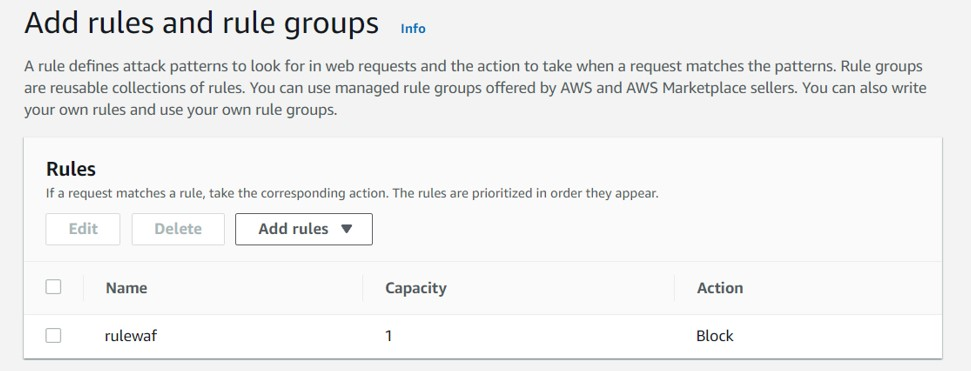 Add rules and rule groups Info
A rule defines attack patterns to look for in web requests and the action to take when a request matches the patterns. Rule groups
are reusable collections of rules. You can use managed rule groups offered by AWS and AWS Marketplace sellers. You can also write
your own rules and use your own rule groups.
Rules
If a request matches a rule, take the corresponding action. The rules are prioritized in order they appear.
Edit Delete Add rules
Name Capacity Action
rulewaf 1 Block